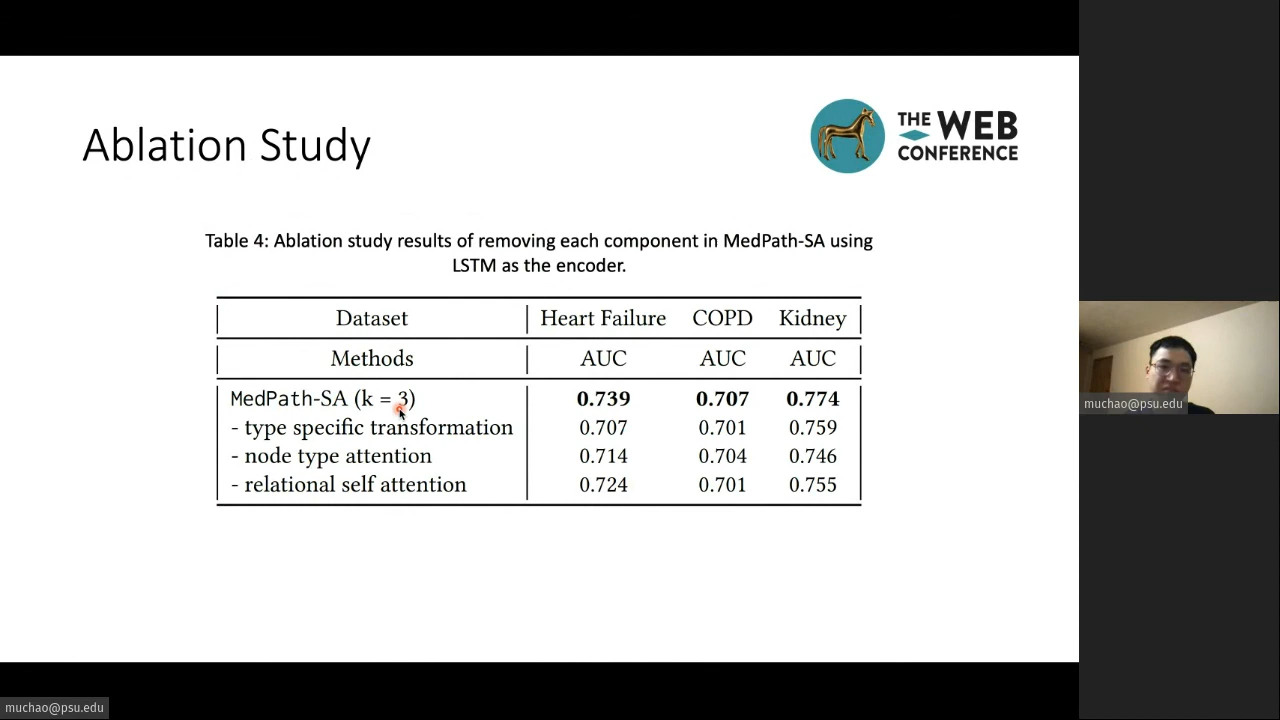 Ablation Study
THE WEB
CONFERENCE
Table 4: Ablation study results of removing each component in MedPath-SA using
LSTM as the encoder.
Dataset Heart Failure COPD Kidney
Methods AUC AUC AUC
MedPath-SA (k = 3) 0.739 0.707 0.774
- type specific transformation 0.707 0.701 0.759
- node type attention 0.714 0.704 0.746
- relational self attention 0.724 0.701 0.755
muchao@psu.edu
muchao@psu.edu